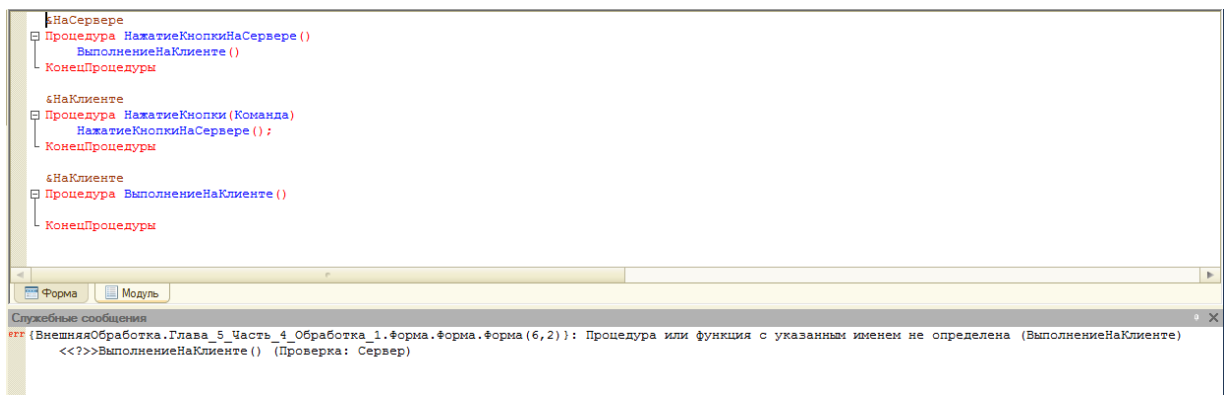 &НаСервере
Процедура НажатиеКнопкиНаСервере()
ВыполнениеНаКлиенте()
КонецПроцедуры
&НаКлиенте
Процедура НажатиеКнопки(Команда)
НажатиеКнопкиНаСервере();
КонецПроцедуры
&НаКлиенте
Процедура ВыполнениеНаКлиенте()
КонецПроцедуры
Форма Модуль
Служебные сообщения
err {ВнешняяОбработка.Глава_5_Часть_4_Обработка_1.Форма.Форма.Форма(6,2)}: Процедура или функция с указанным именем не определена (ВыполнениеНаКлиенте)
<<?>>ВыполнениеНаКлиенте() (Проверка: Сервер)